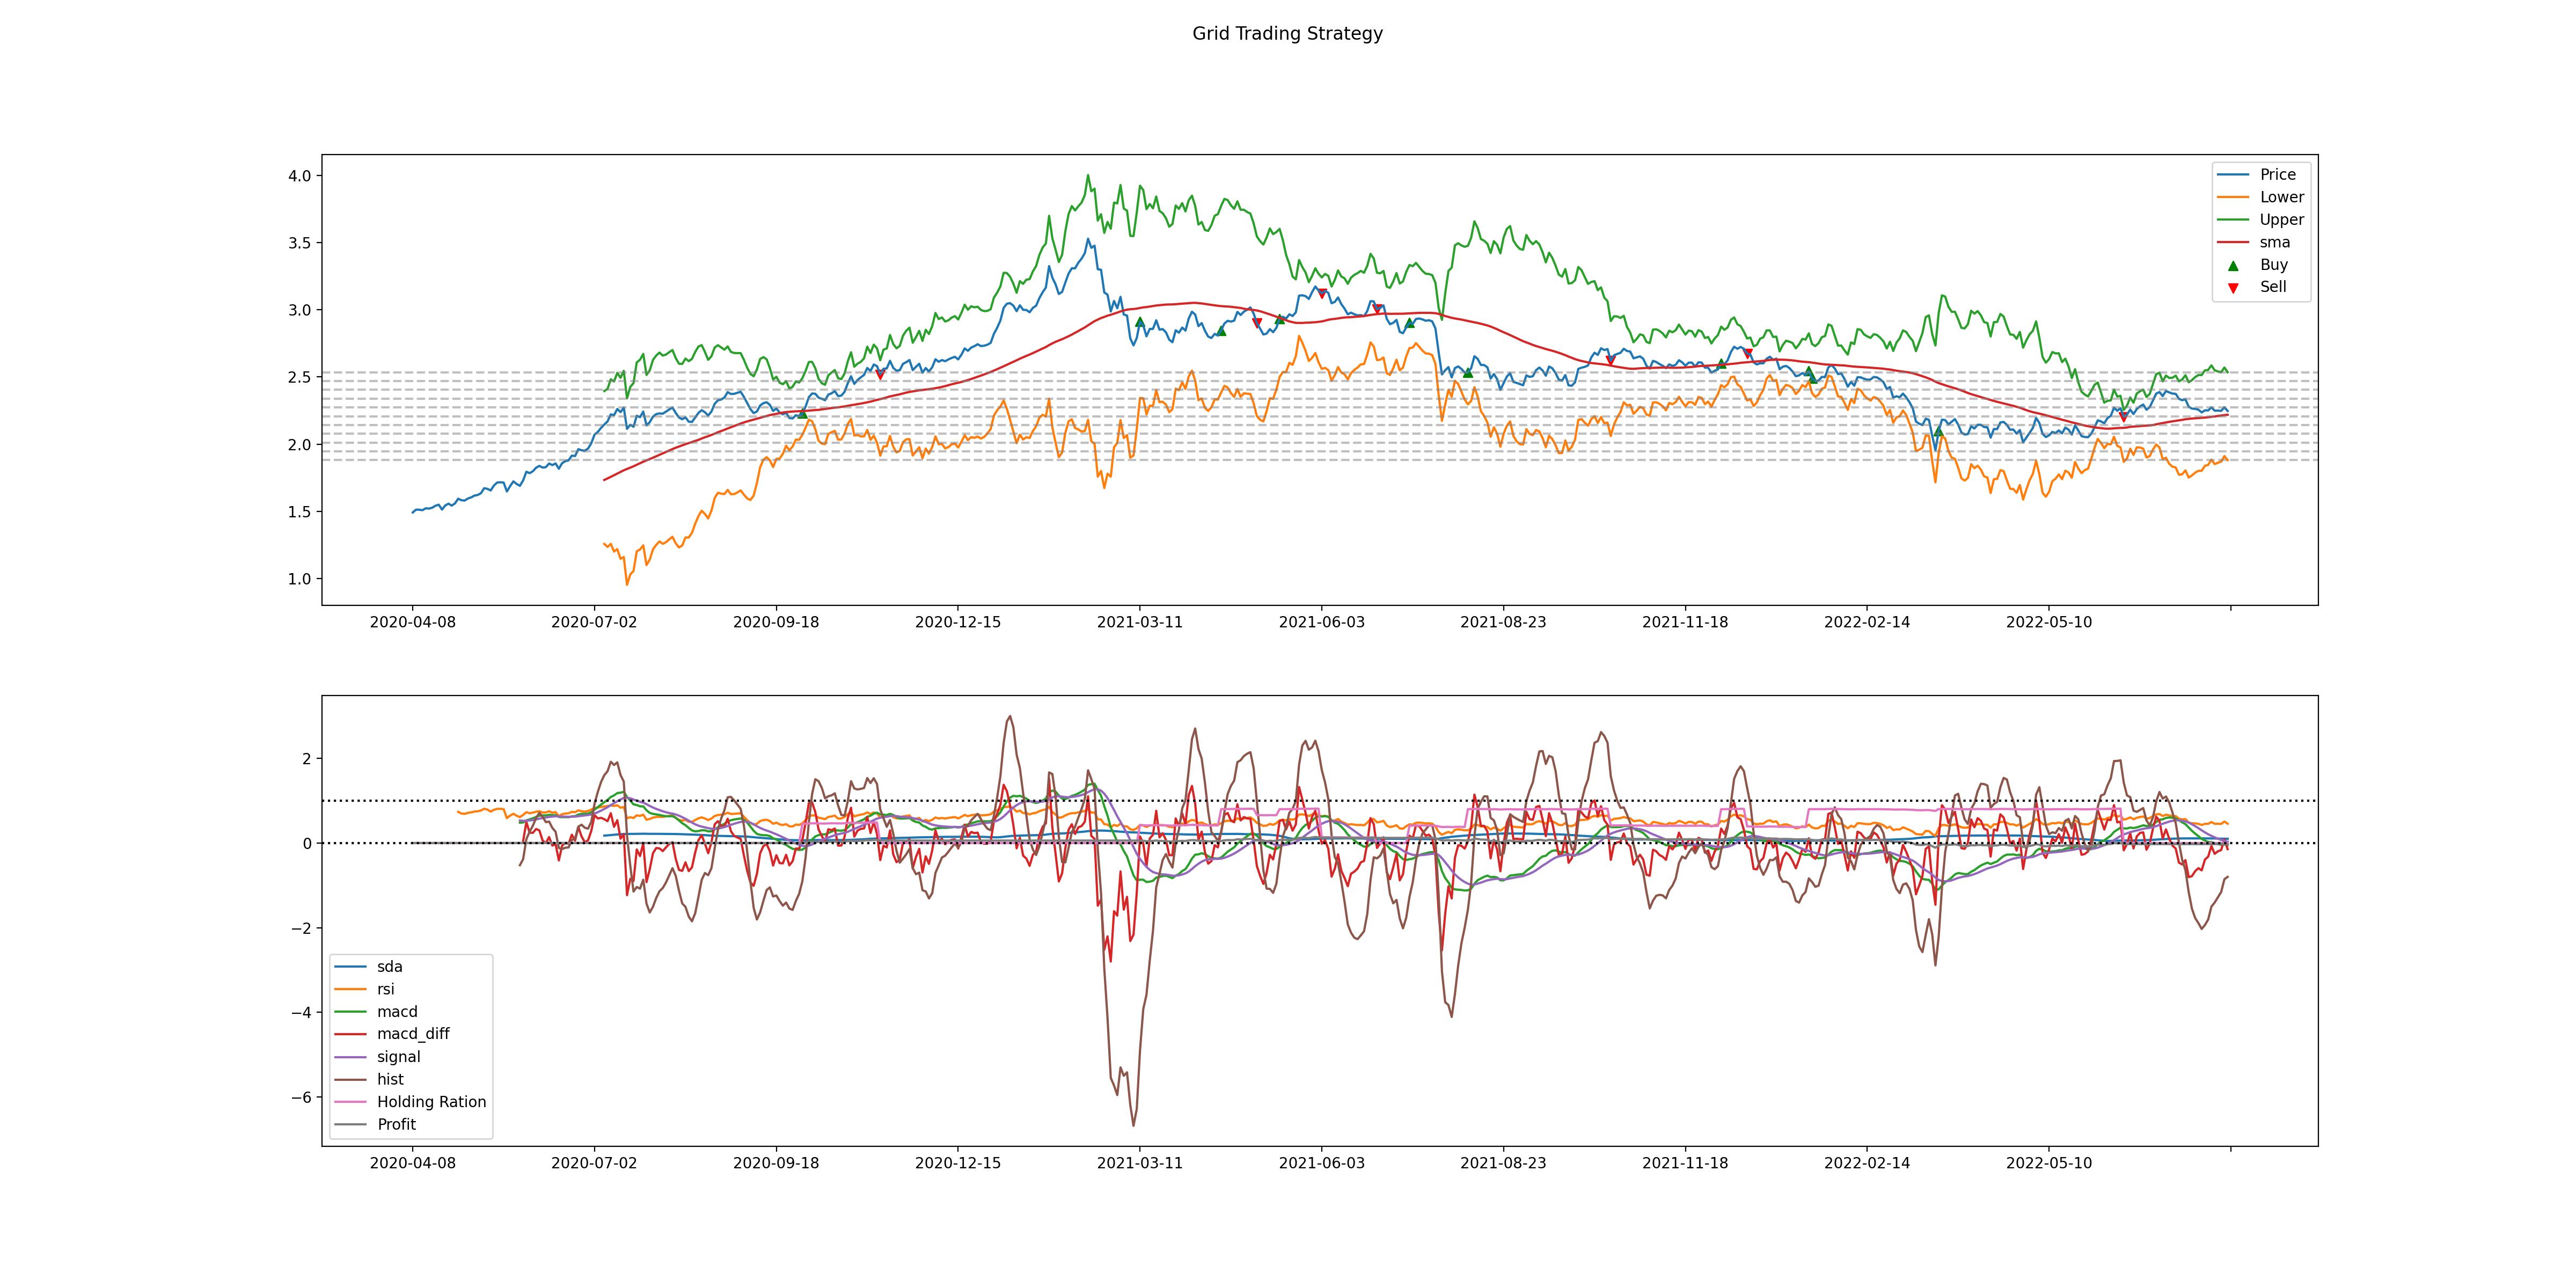 Grid Trading Strategy
4.0
3.5
3.0
2.5
2.0
1.5
1.0
Price
Lower
Upper
sma
Buy
Sell
2020-04-08 2020-07-02 2020-09-18 2020-12-15 2021-03-11 2021-06-03 2021-08-23 2021-11-18 2022-02-14 2022-05-10
2
0
−2
−4
−6
sda
rsi
macd
macd_diff
signal
hist
Holding Ration
Profit
2020-04-08 2020-07-02 2020-09-18 2020-12-15 2021-03-11 2021-06-03 2021-08-23 2021-11-18 2022-02-14 2022-05-10